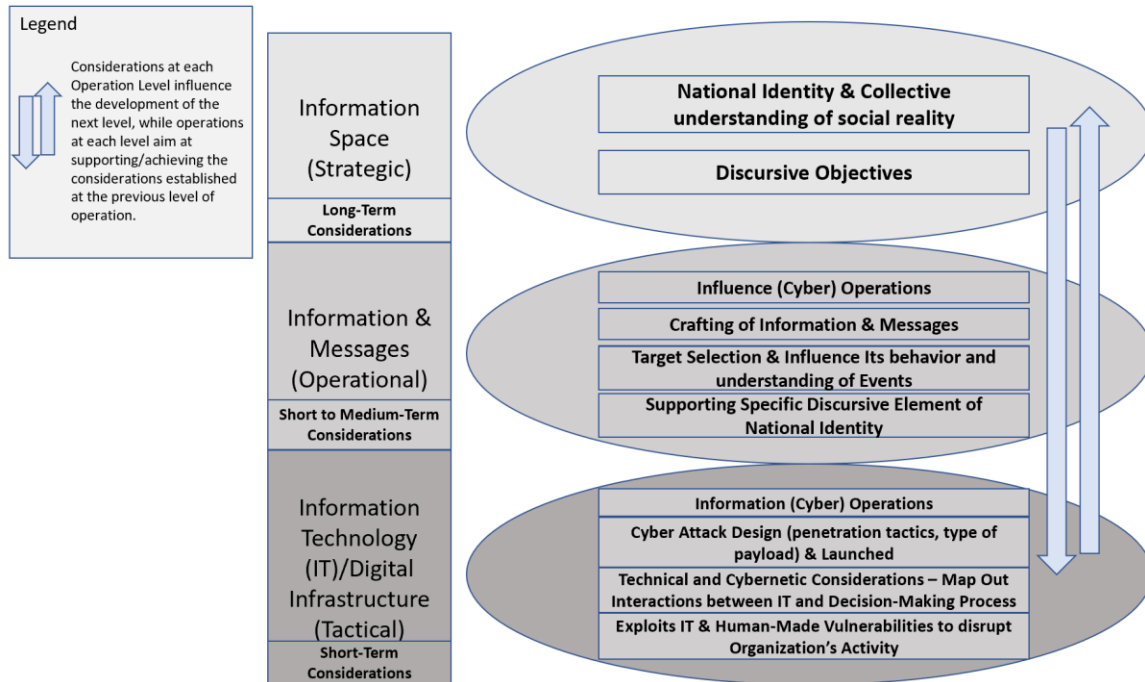 Legend
Considerations at each
Operation Level influence
the development of the
next level, while operations
at each level aim at
supporting/achieving the
considerations established
at the previous level of
operation.
Information
Space
(Strategic)
Long-Term
Considerations
National Identity & Collective
understanding of social reality
Discursive Objectives
Information &
Messages
(Operational)
Short to Medium-Term
Considerations
Influence (Cyber) Operations
Crafting of Information & Messages
Target Selection & Influence Its behavior and
understanding of Events
Supporting Specific Discursive Element of
National Identity
Information
Technology
(IT)/Digital
Infrastructure
(Tactical)
Short-Term
Considerations
Information (Cyber) Operations
Cyber Attack Design (penetration tactics, type of
payload) & Launched
Technical and Cybernetic Considerations – Map Out
Interactions between IT and Decision-Making Process
Exploits IT & Human-Made Vulnerabilities to disrupt
Organization's Activity